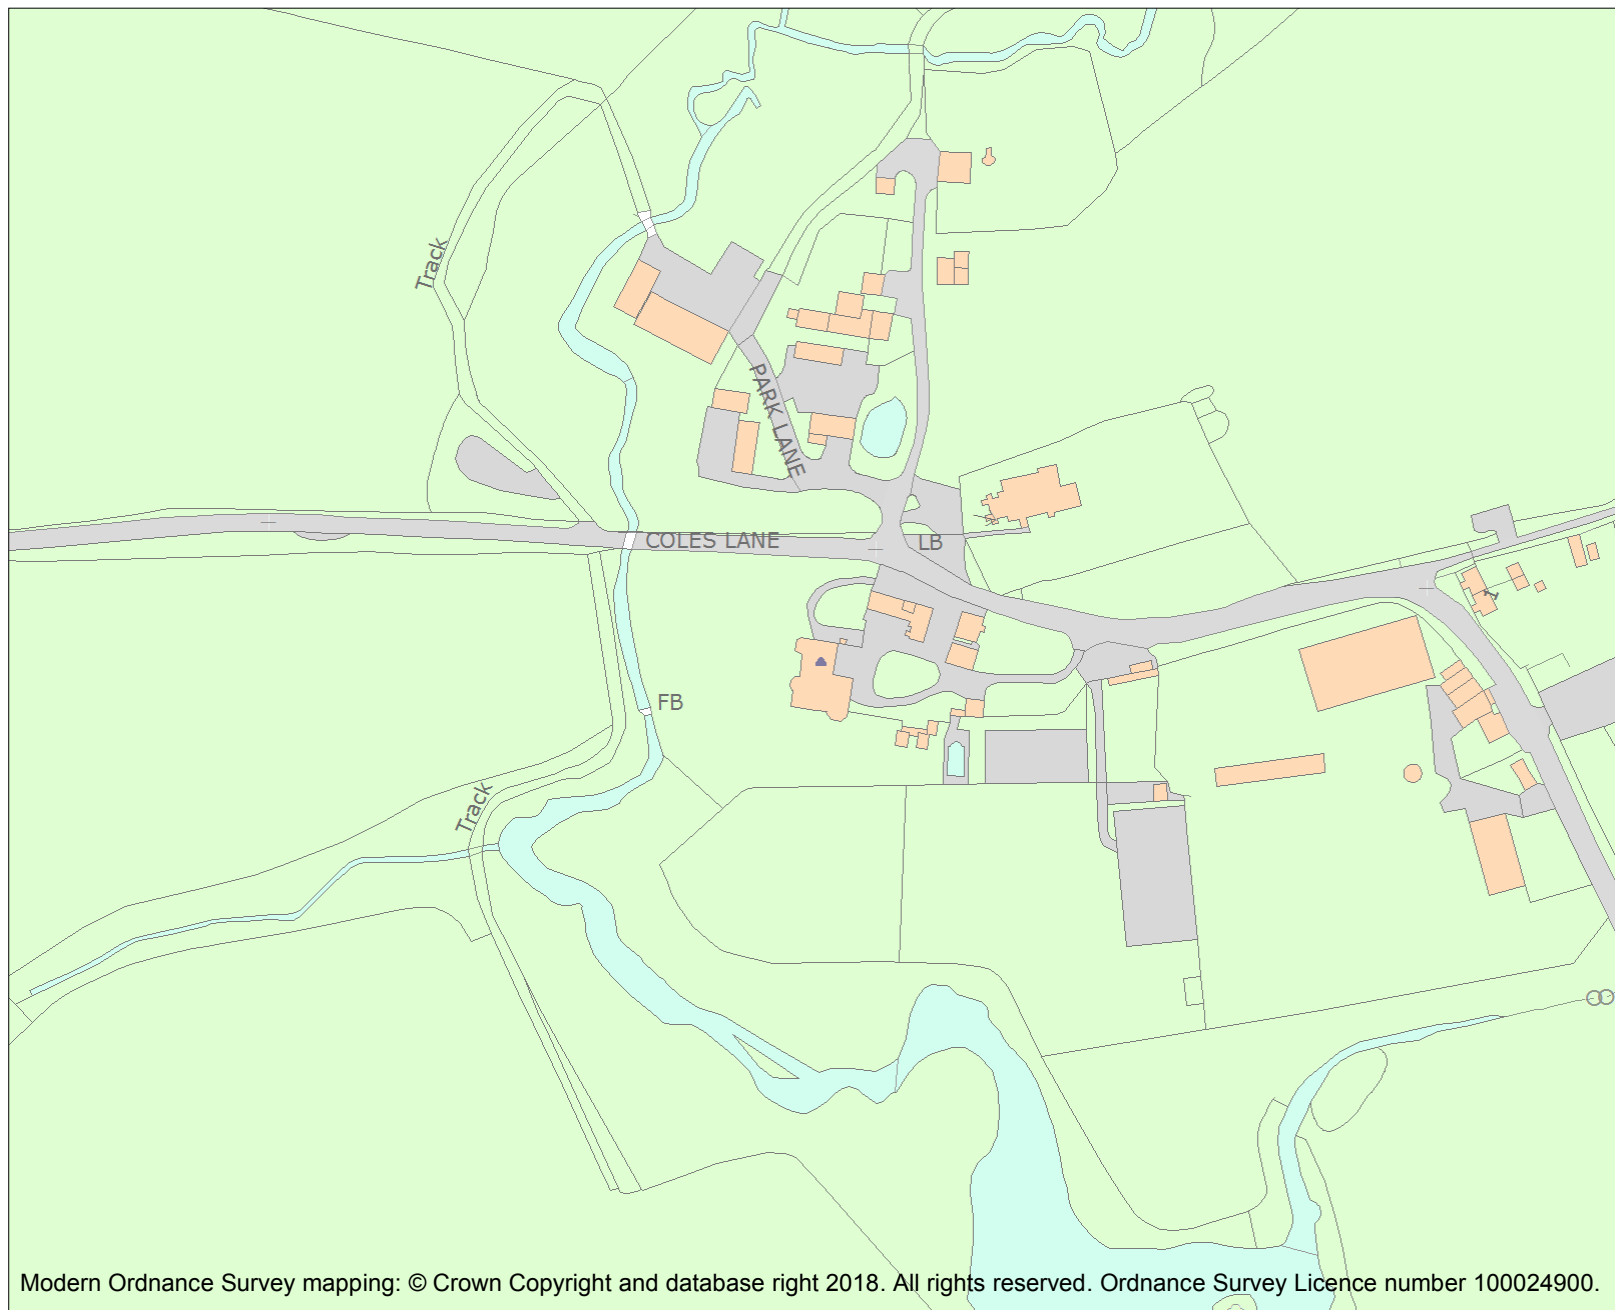 Track
PARK LANE
COLES LANE
LB
1
FB
Track
Modern Ordnance Survey mapping: © Crown Copyright and database right 2018. All rights reserved. Ordnance Survey Licence number 100024900.